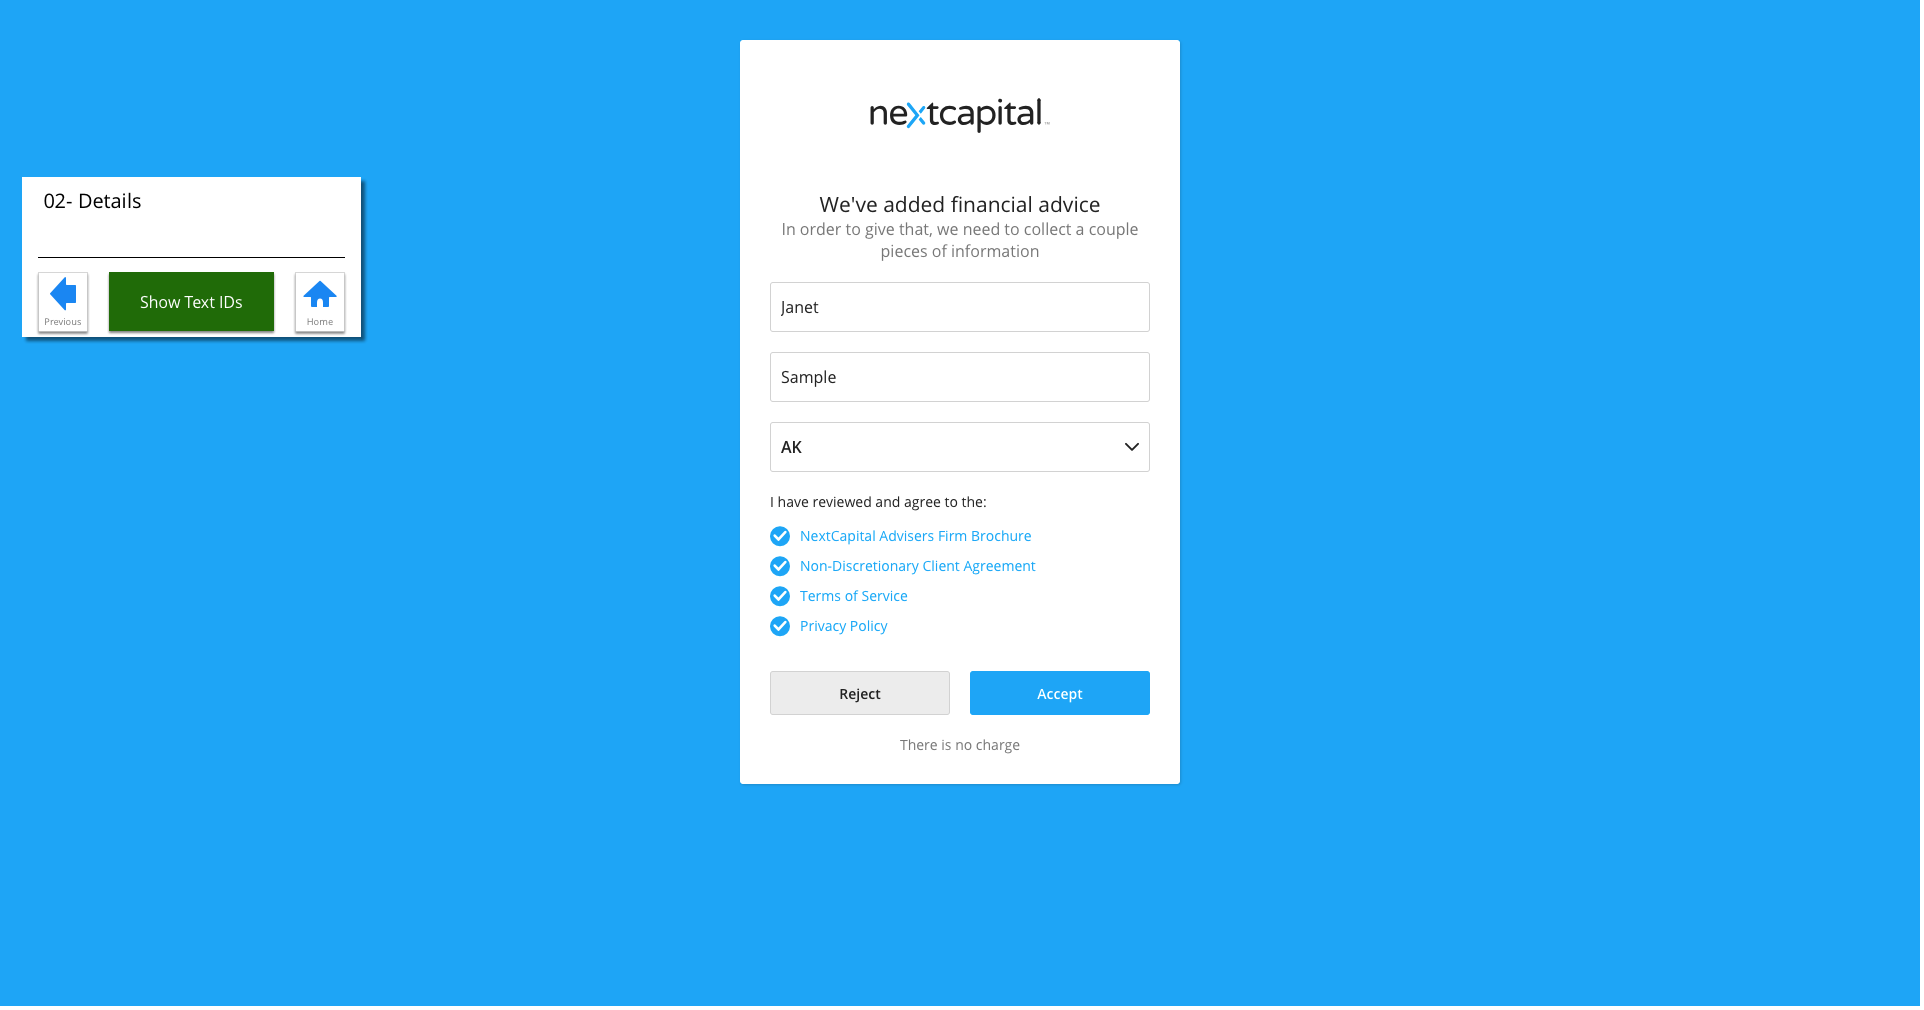 nextcapital
02- Details
Previous
Show Text IDs
Home
We've added financial advice
In order to give that, we need to collect a couple
pieces of information
Janet
Sample
AK
I have reviewed and agree to the:
NextCapital Advisers Firm Brochure
Non-Discretionary Client Agreement
Terms of Service
Privacy Policy
Reject
Accept
There is no charge